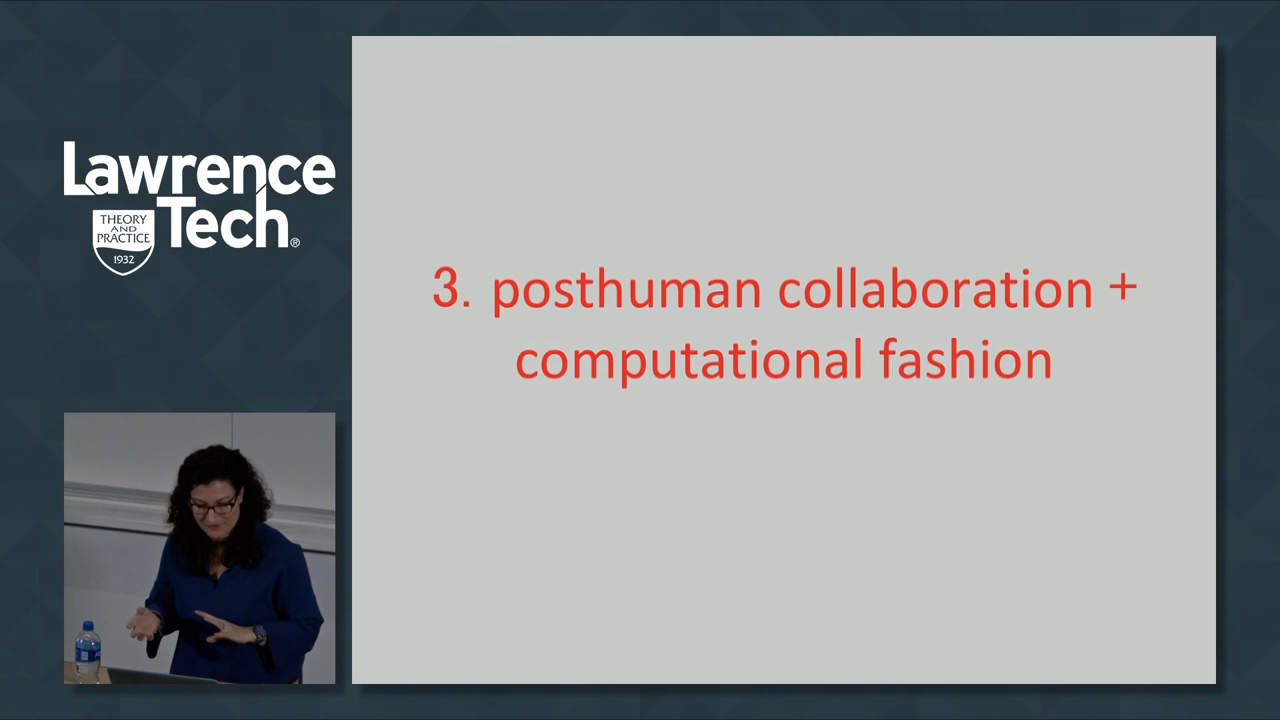 Lawrence
Tech®
THEORY
AND
PRACTICE
1932
3. posthuman collaboration +
computational fashion